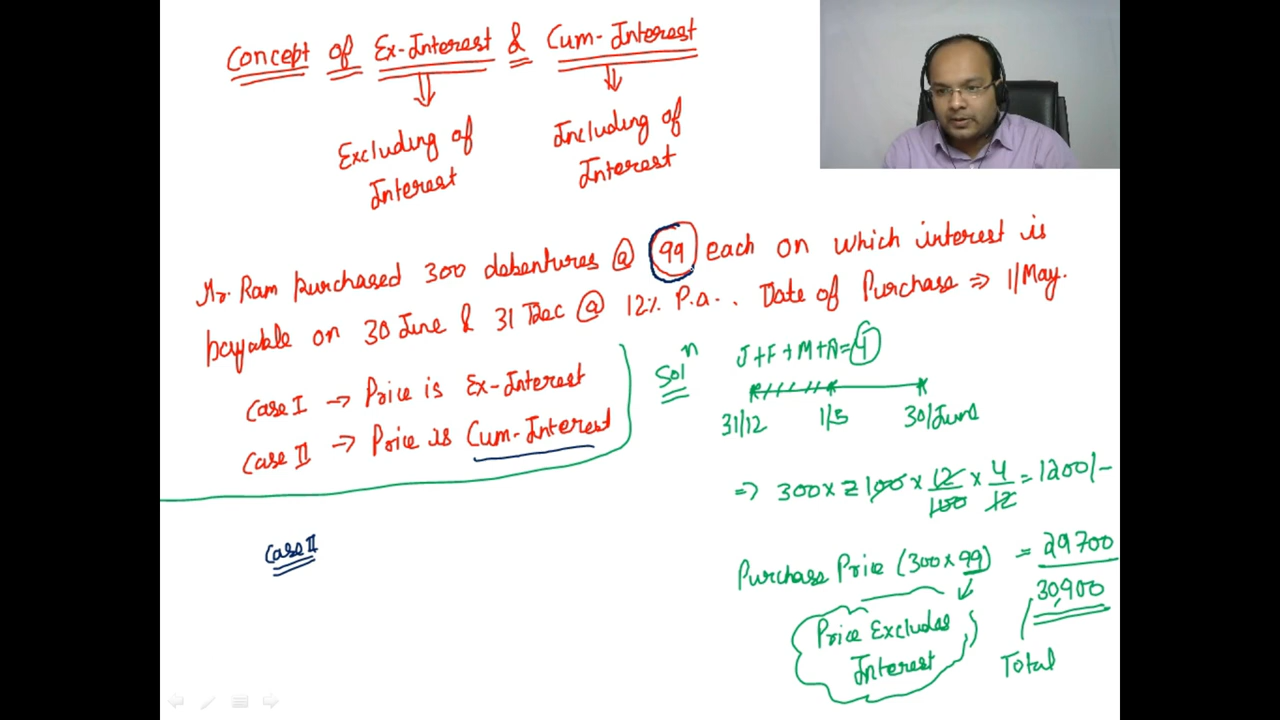 Concept of Ex-Interest & Cum-Interest
Excluding of Interest
Including of Interest
Mr. Ram purchased 300 debentures @ 99 each on which interest is
payable on 30 June & 31 Dec @ 12% P.a.. Date of Purchase ⇒ 1/May.
Case I → Price is Ex-Interest
Case II → Price is Cum-Interest
Solⁿ
J+F+M+A=4
31/12 1/5 30/June
⇒ 300 × 100 × 12/100 × 4/12 = 1200/-
Purchase Price (300×99) = 29700
30,900
Price Excludes
Interest
Total
Case II